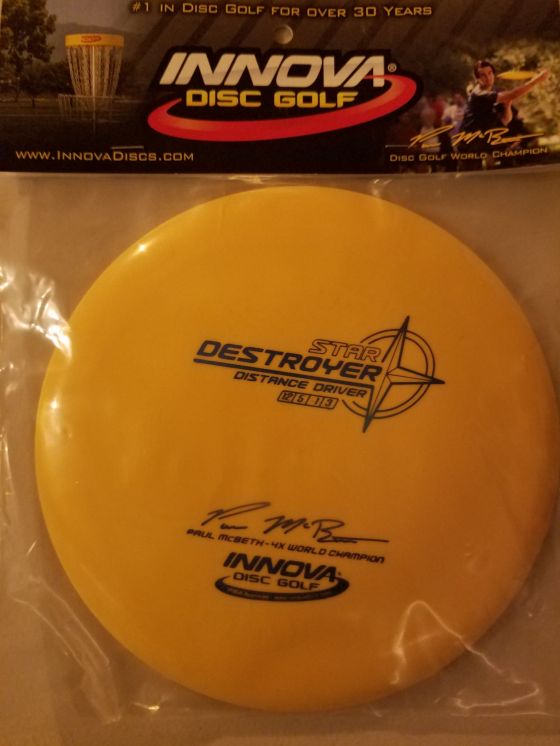 #1 in Disc Golf for over 30 Years
INNOVA®
DISC GOLF
www.InnovaDiscs.com
Disc Golf World Champion
STAR
DESTROYER
DISTANCE DRIVER
12 5 -1 3
PAUL MCBETH - 4X WORLD CHAMPION
INNOVA®
DISC GOLF